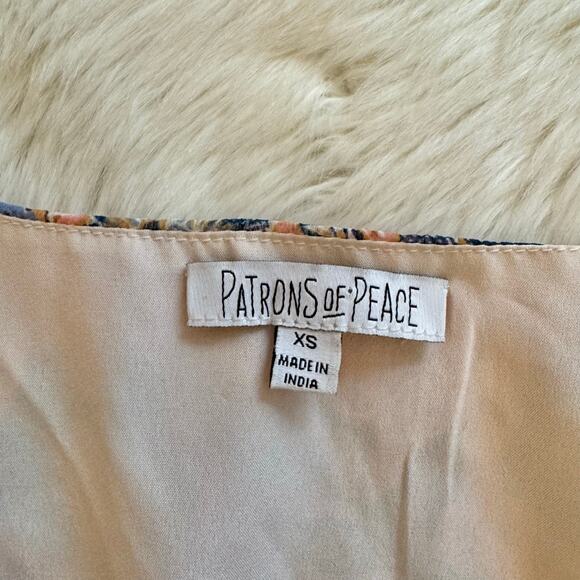 PATRONS OF PEACE
XS
MADE IN
INDIA